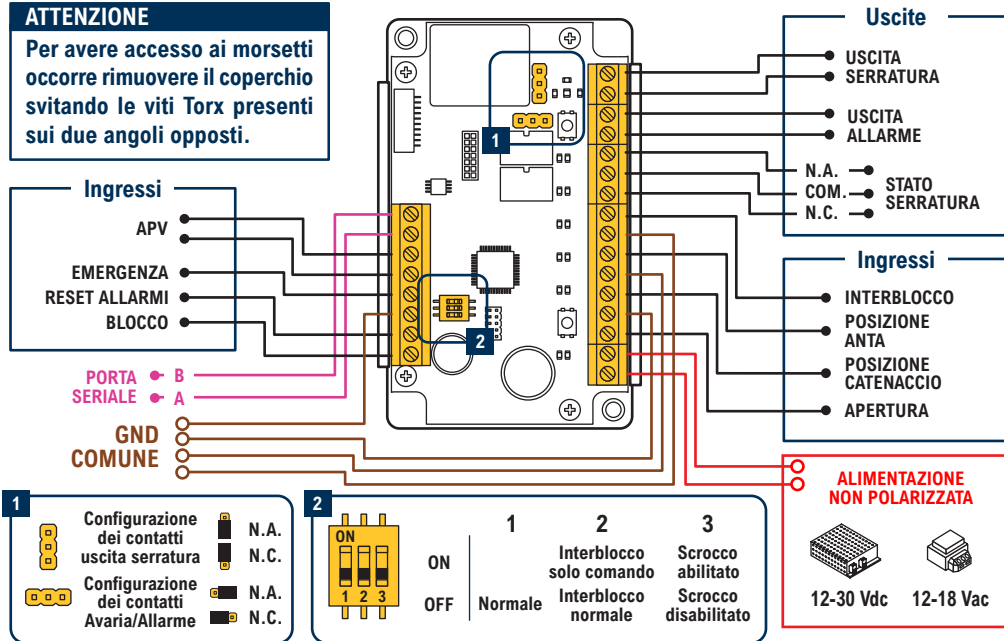 ATTENZIONE
Per avere accesso ai morsetti
occorre rimuovere il coperchio
svitando le viti Torx presenti
sui due angoli opposti.
Ingressi
APV
EMERGENZA
RESET ALLARMI
BLOCCO
PORTA
SERIALE
B
A
GND
COMUNE
1
2
Uscite
USCITA
SERRATURA
USCITA
ALLARME
N.A.
COM.
N.C.
STATO
SERRATURA
Ingressi
INTERBLOCCO
POSIZIONE
ANTA
POSIZIONE
CATENACCIO
APERTURA
ALIMENTAZIONE
NON POLARIZZATA
12-30 Vdc
12-18 Vac
1
Configurazione
dei contatti
uscita serratura
N.A.
N.C.
Configurazione
dei contatti
Avaria/Allarme
N.A.
N.C.
2
ON
1 2 3
1 2 3
ON
Interblocco
solo comando
Scrocco
abilitato
OFF
Normale
Interblocco
normale
Scrocco
disabilitato